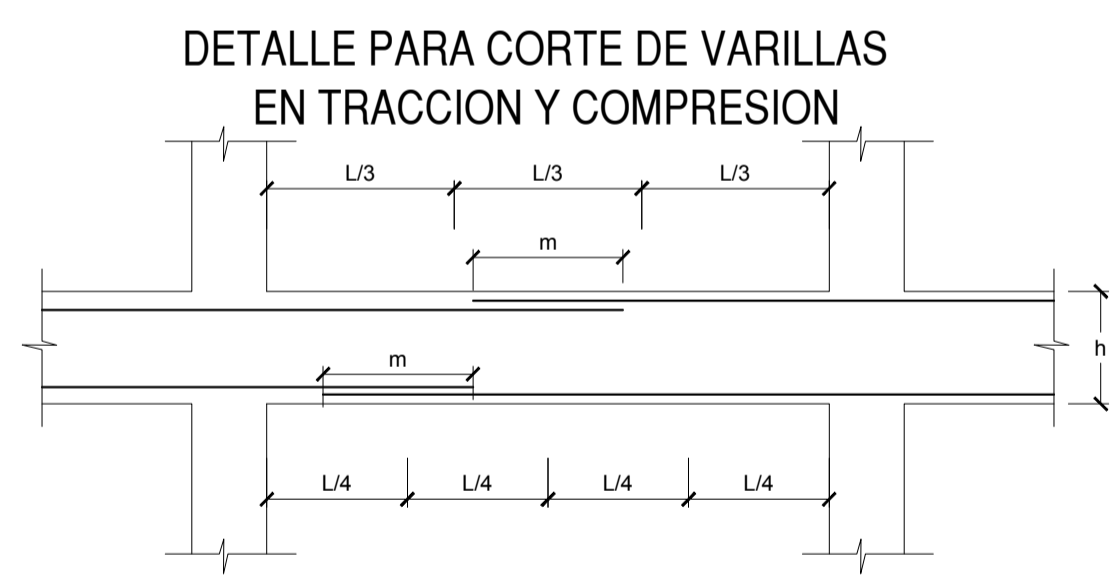 DETALLE PARA CORTE DE VARILLAS
EN TRACCION Y COMPRESION
L/3 L/3 L/3
m
h
m
L/4 L/4 L/4 L/4